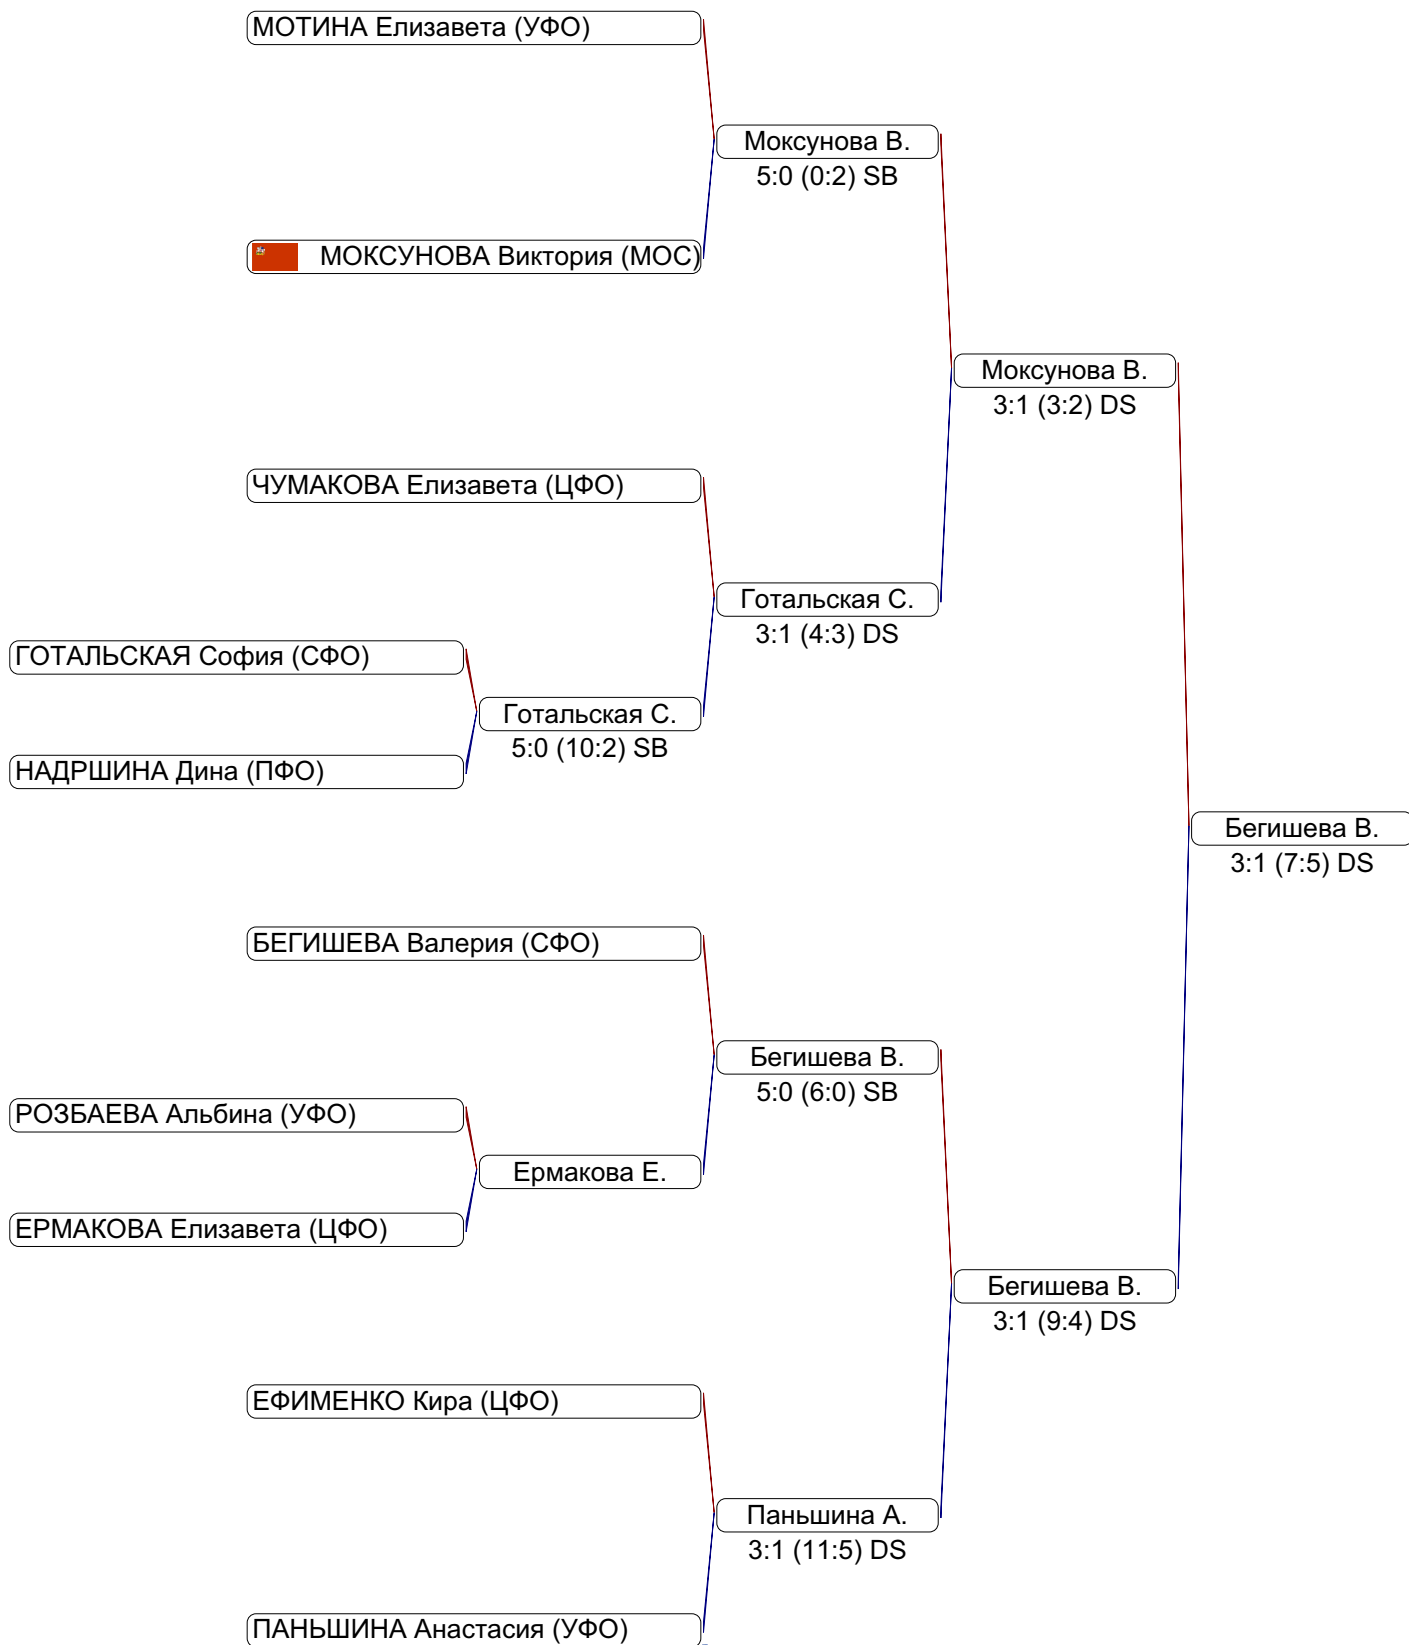 МОТИНА Елизавета (УФО)
Моксунова В.
5:0 (0:2) SB
МОКСУНОВА Виктория (МОС)
Моксунова В.
3:1 (3:2) DS
ЧУМАКОВА Елизавета (ЦФО)
Готальская С.
3:1 (4:3) DS
ГОТАЛЬСКАЯ София (СФО)
Готальская С.
5:0 (10:2) SB
НАДРШИНА Дина (ПФО)
Бегишева В.
3:1 (7:5) DS
БЕГИШЕВА Валерия (СФО)
Бегишева В.
5:0 (6:0) SB
РОЗБАЕВА Альбина (УФО)
Ермакова Е.
ЕРМАКОВА Елизавета (ЦФО)
Бегишева В.
3:1 (9:4) DS
ЕФИМЕНКО Кира (ЦФО)
Паньшина А.
3:1 (11:5) DS
ПАНЬШИНА Анастасия (УФО)